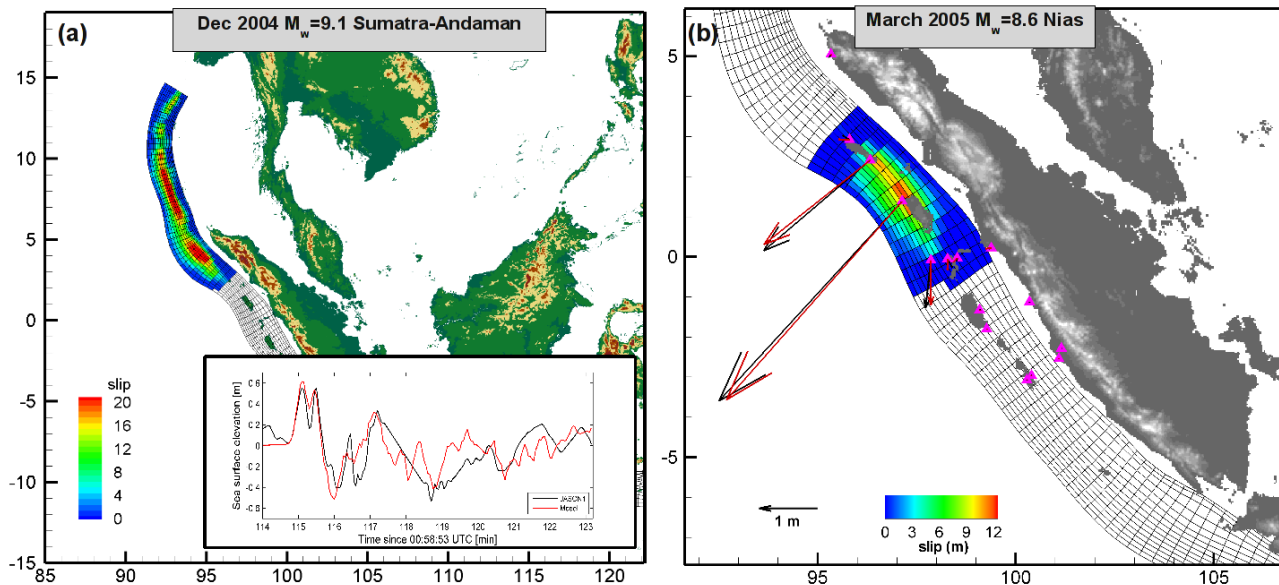 (a)
Dec 2004 M_w=9.1 Sumatra-Andaman
15
10
5
0
-5
-10
-15
85 90 95 100 105 110 115 120
slip
20
16
12
8
4
0
Sea surface elevation [m]
0.6
0.4
0.2
0
0.2
-0.4
-0.6
114 115 116 117 118 119 120 121 122 123
Time since 00:58:53 UTC [min]
JASON1
Model
(b)
March 2005 M_w=8.6 Nias
5
0
-5
95 100 105
1 m
0 3 6 9 12
slip (m)